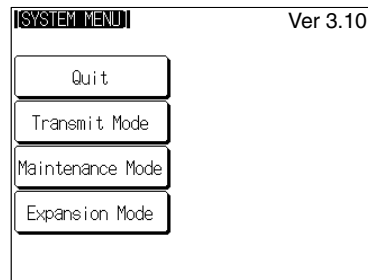 [SYSTEM MENU] Ver 3.10
Quit
Transmit Mode
Maintenance Mode
Expansion Mode